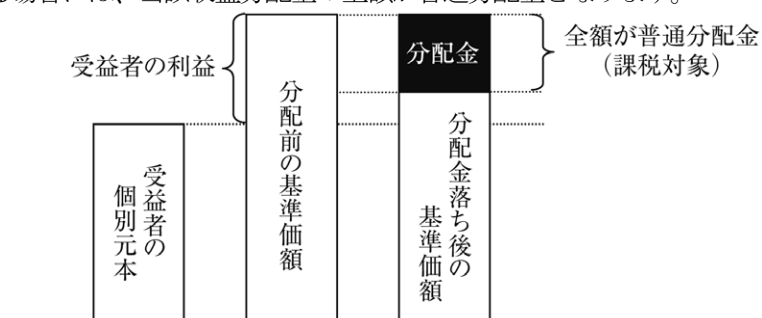 受益者の利益
分配金
全額が普通分配金
（課税対象）
受益者の
個別元本
分配前の基準価額
分配金落ち後の
基準価額